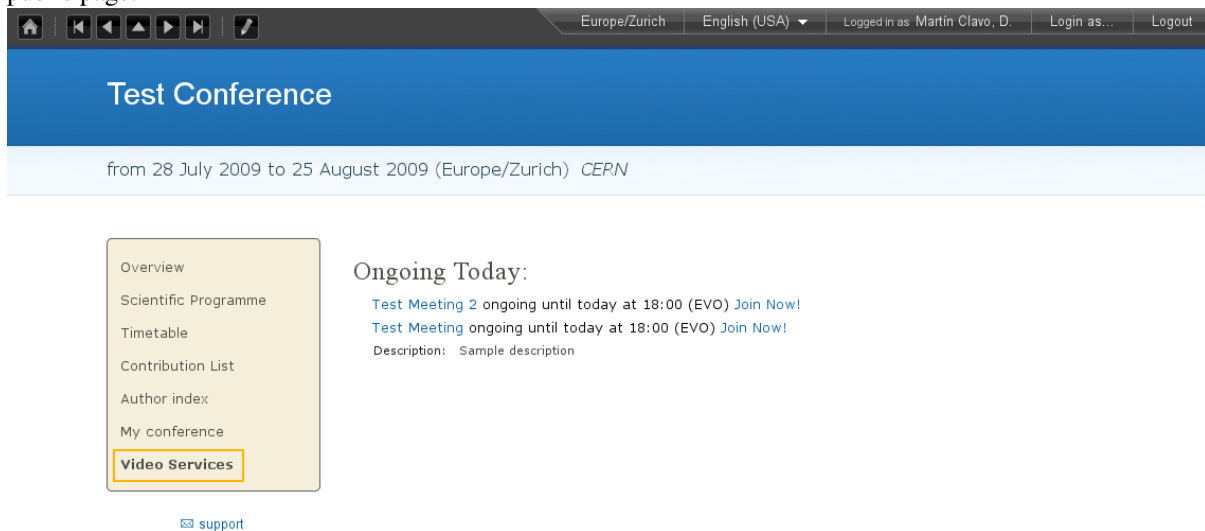 Europe/Zurich English (USA) Logged in as Martín Clavo, D. Login as... Logout
Test Conference
from 28 July 2009 to 25 August 2009 (Europe/Zurich) CERN
Overview
Scientific Programme
Timetable
Contribution List
Author index
My conference
Video Services
support
Ongoing Today:
Test Meeting 2 ongoing until today at 18:00 (EVO) Join Now!
Test Meeting ongoing until today at 18:00 (EVO) Join Now!
Description: Sample description